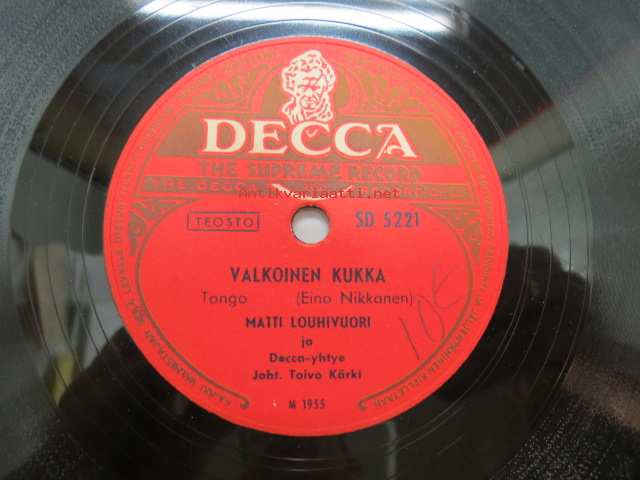 DECCA
THE SUPREME RECORD
antikvariaatti.net
TEOSTO
SD 5221
VALKOINEN KUKKA
Tango (Eino Nikkanen)
MATTI LOUHIVUORI
ja
Decca-yhtye
Joht. Toivo Kärki
M 1955
10€